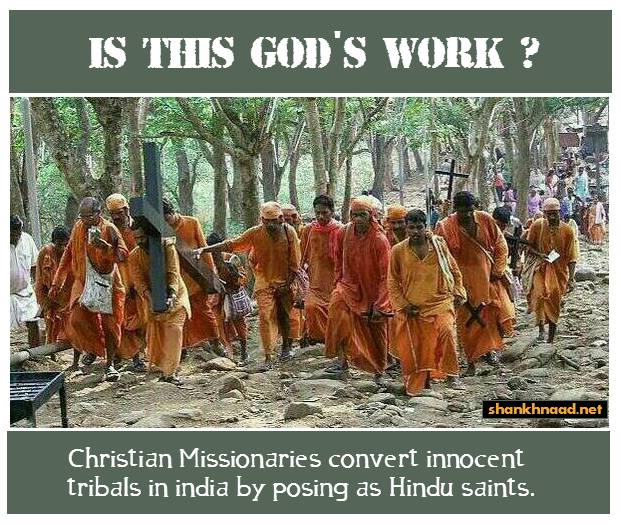 IS THIS GOD'S WORK ?
shankhnaad.net
Christian Missionaries convert innocent
tribals in india by posing as Hindu saints.